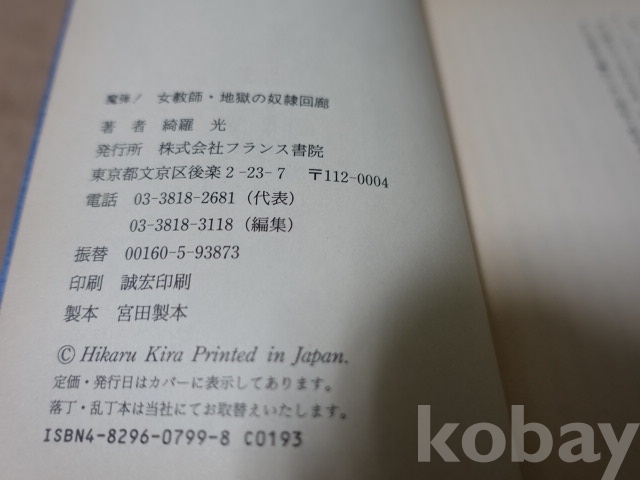 魔弾！ 女教師・地獄の奴隷回廊
著 者 綺羅 光
発行所 株式会社フランス書院
東京都文京区後楽2-23-7 〒112-0004
電話 03-3818-2681（代表）
03-3818-3118（編集）
振替 00160-5-93873
印刷 誠宏印刷
製本 宮田製本
© Hikaru Kira Printed in Japan.
定価・発行日はカバーに表示してあります。
落丁・乱丁本は当社にてお取替えいたします。
ISBN4-8296-0799-8 C0193
kobay